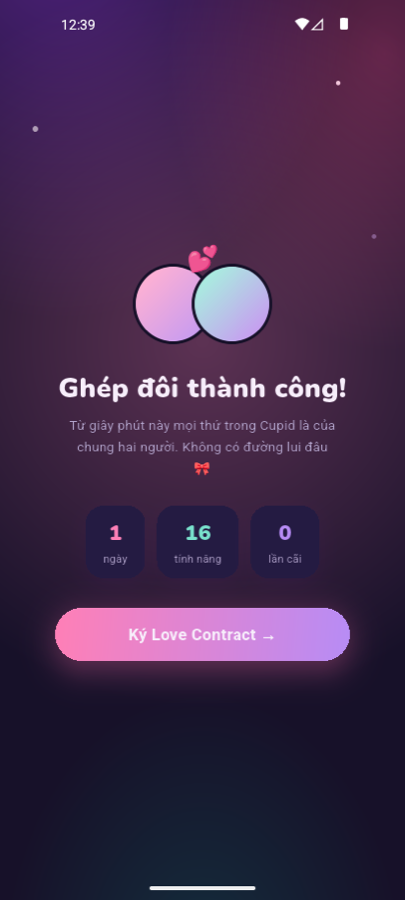 12:39
Ghép đôi thành công!
Từ giây phút này mọi thứ trong Cupid là của
chung hai người. Không có đường lui đâu
🎀
1
ngày
16
tính năng
0
lần cãi
Ký Love Contract →